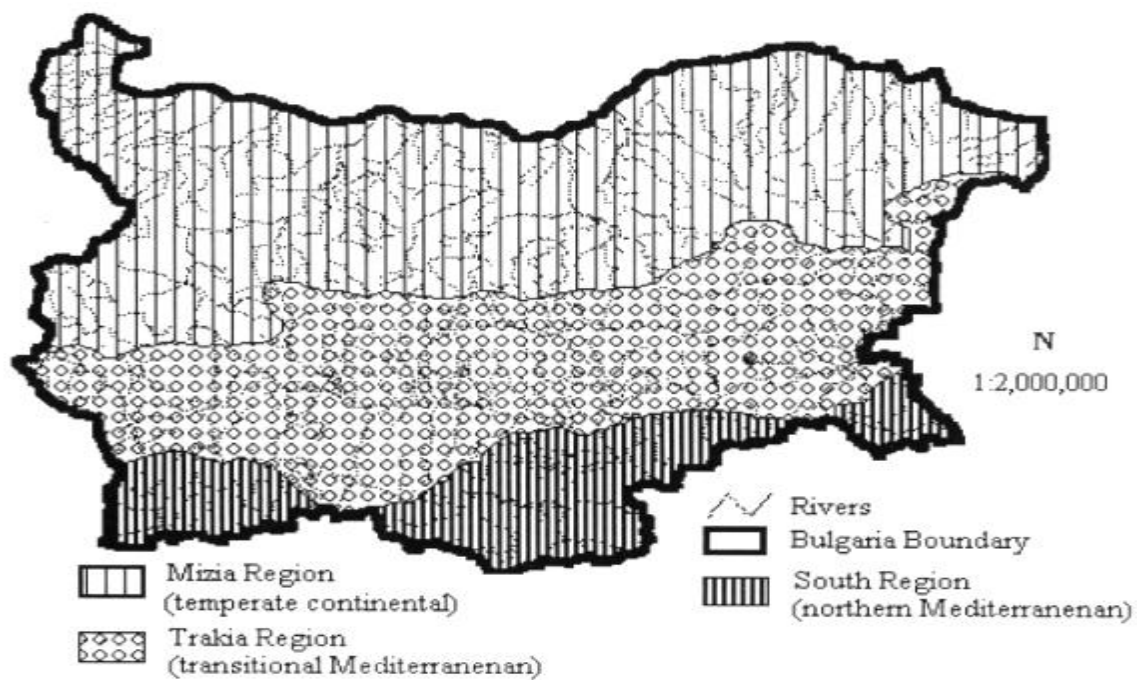 N
1:2,000,000
Rivers
Bulgaria Boundary
Mizia Region
(temperate continental)
South Region
(northern Mediterranenan)
Trakia Region
(transitional Mediterranenan)